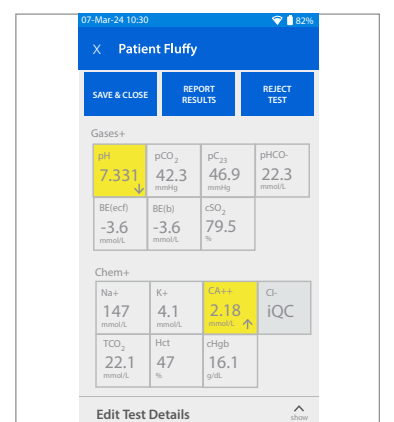 07-Mar-24 10:30 82%
X Patient Fluffy
SAVE & CLOSE REPORT RESULTS REJECT TEST
Gases+
pH pCO2 pC23 pHCO-
7.331 42.3 46.9 22.3
mmHg mmHg mmol/L
BE(ecf) BE(b) cSO2
-3.6 -3.6 79.5
mmol/L mmol/L %
Chem+
Na+ K+ CA++ Cl-
147 4.1 2.18 iQC
mmol/L mmol/L mmol/L
TCO2 Hct cHgb
22.1 47 16.1
mmol/L % g/dL
Edit Test Details show